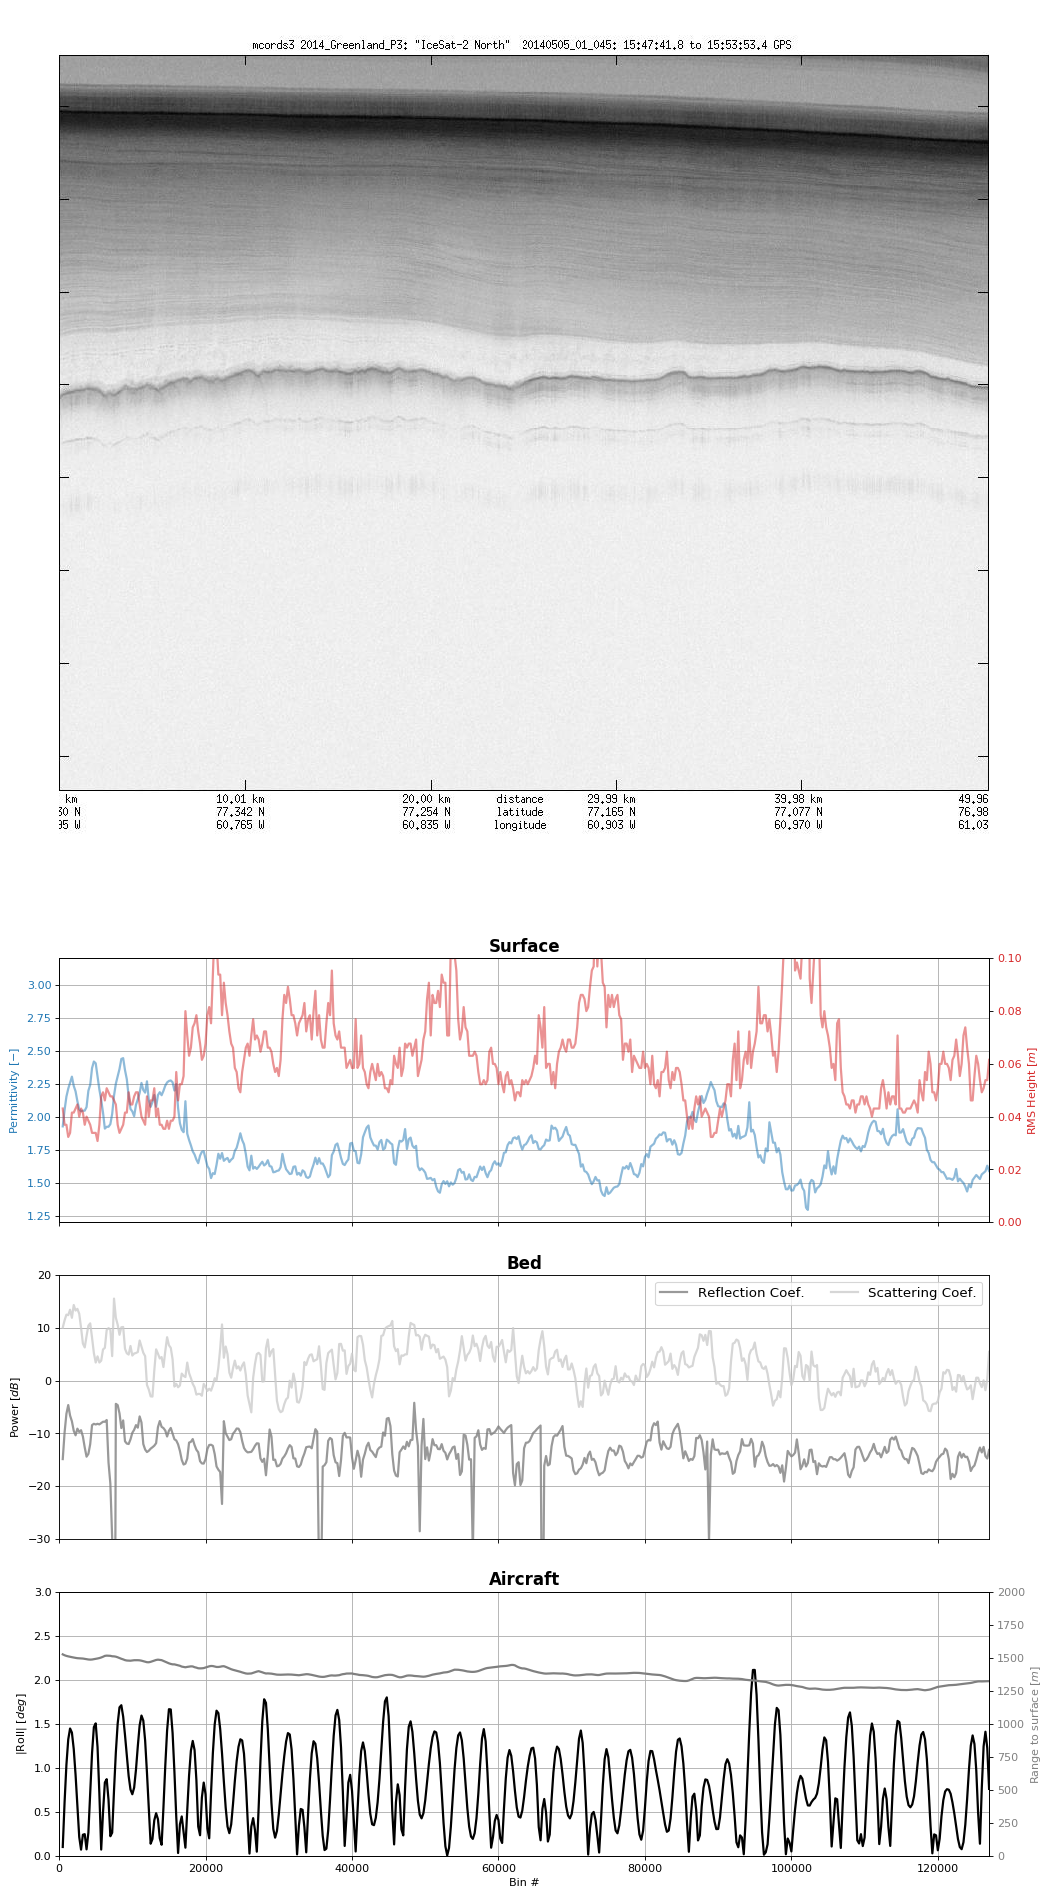 mcords3 2014_Greenland_P3: "IceSat-2 North" 20140505_01_045: 15:47:41.8 to 15:53:53.4 GPS
km 10.01 km 20.00 km distance 29.99 km 39.98 km 49.96
N 77.342 N 77.254 N latitude 77.165 N 77.077 N 76.98
W 60.765 W 60.835 W longitude 60.903 W 60.970 W 61.03
Surface
3.00
2.75
2.50
2.25
2.00
1.75
1.50
1.25
Permittivity [−]
0.10
0.08
0.06
0.04
0.02
0.00
RMS Height [m]
Bed
20
10
0
−10
−20
−30
Power [dB]
Reflection Coef. Scattering Coef.
Aircraft
3.0
2.5
2.0
1.5
1.0
0.5
0.0
|Roll| [deg]
2000
1750
1500
1250
1000
750
500
250
0
Range to surface [m]
0 20000 40000 60000 80000 100000 120000
Bin #